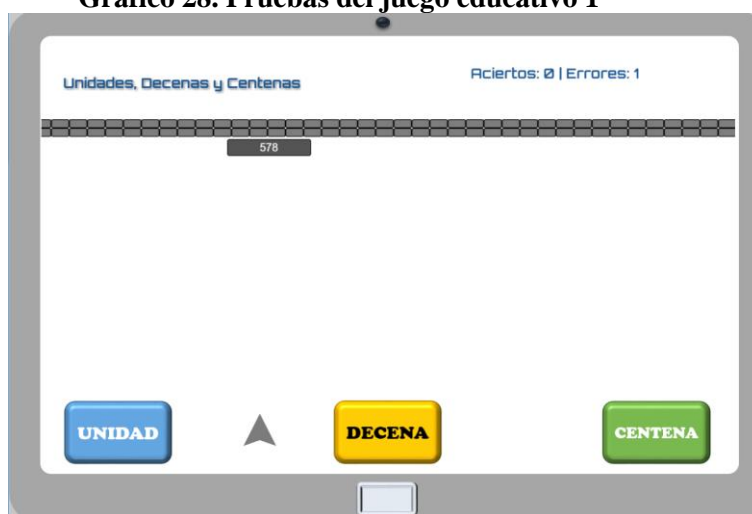 Gráfico 28. Pruebas del juego educativo 1
Unidades, Decenas y Centenas
Aciertos: 0 | Errores: 1
578
UNIDAD
DECENA
CENTENA